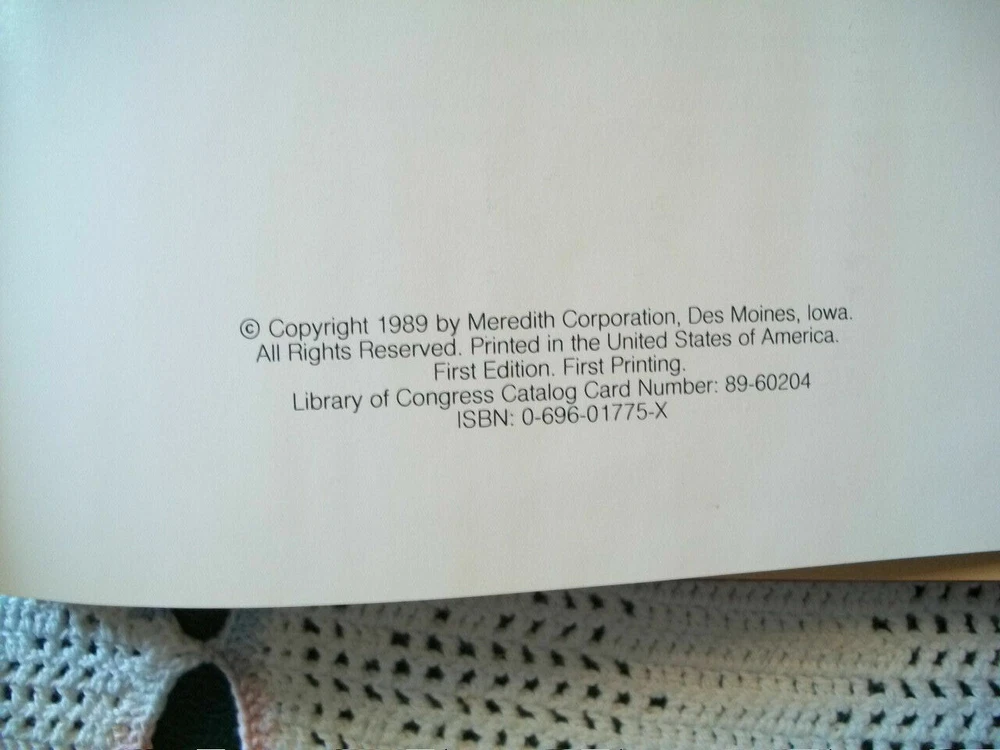 © Copyright 1989 by Meredith Corporation, Des Moines, Iowa.
All Rights Reserved. Printed in the United States of America.
First Edition. First Printing.
Library of Congress Catalog Card Number: 89-60204
ISBN: 0-696-01775-X